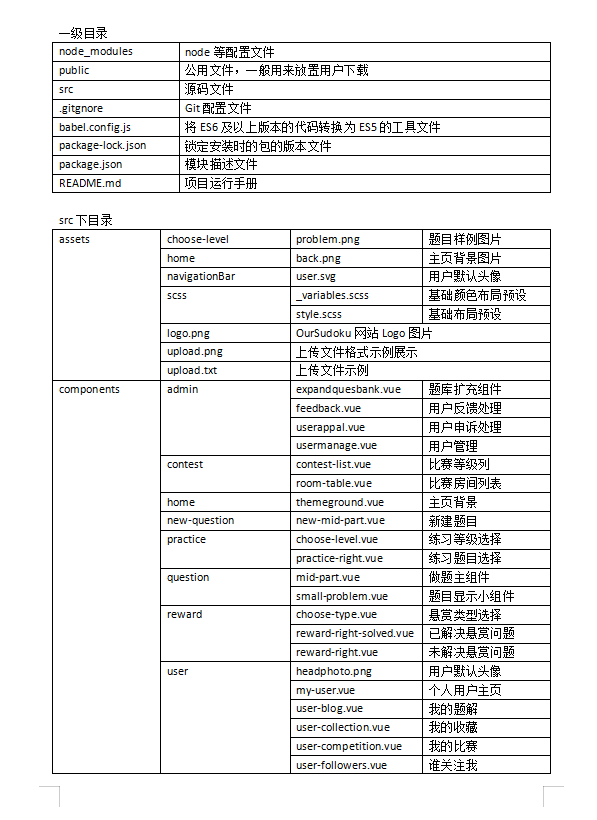 一级目录
node_modules node 等配置文件
public 公用文件，一般用来放置用户下载
src 源码文件
.gitgnore Git 配置文件
babel.config.js 将 ES6 及以上版本的代码转换为 ES5 的工具文件
package-lock.json 锁定安装时的包的版本文件
package.json 模块描述文件
README.md 项目运行手册
src 下目录
assets choose-level problem.png 题目样例图片
home back.png 主页背景图片
navigationBar user.svg 用户默认头像
scss _variables.scss 基础颜色布局预设
style.scss 基础布局预设
logo.png OurSudoku 网站 Logo 图片
upload.png 上传文件格式示例展示
upload.txt 上传文件示例
components admin expandquesbank.vue 题库扩充组件
feedback.vue 用户反馈处理
userappal.vue 用户申诉处理
usermanage.vue 用户管理
contest contest-list.vue 比赛等级列
room-table.vue 比赛房间列表
home themeground.vue 主页背景
new-question new-mid-part.vue 新建题目
practice choose-level.vue 练习等级选择
practice-right.vue 练习题目选择
question mid-part.vue 做题主组件
small-problem.vue 题目显示小组件
reward choose-type.vue 悬赏类型选择
reward-right-solved.vue 已解决悬赏问题
reward-right.vue 未解决悬赏问题
user headphoto.png 用户默认头像
my-user.vue 个人用户主页
user-blog.vue 我的题解
user-collection.vue 我的收藏
user-competition.vue 我的比赛
user-followers.vue 谁关注我